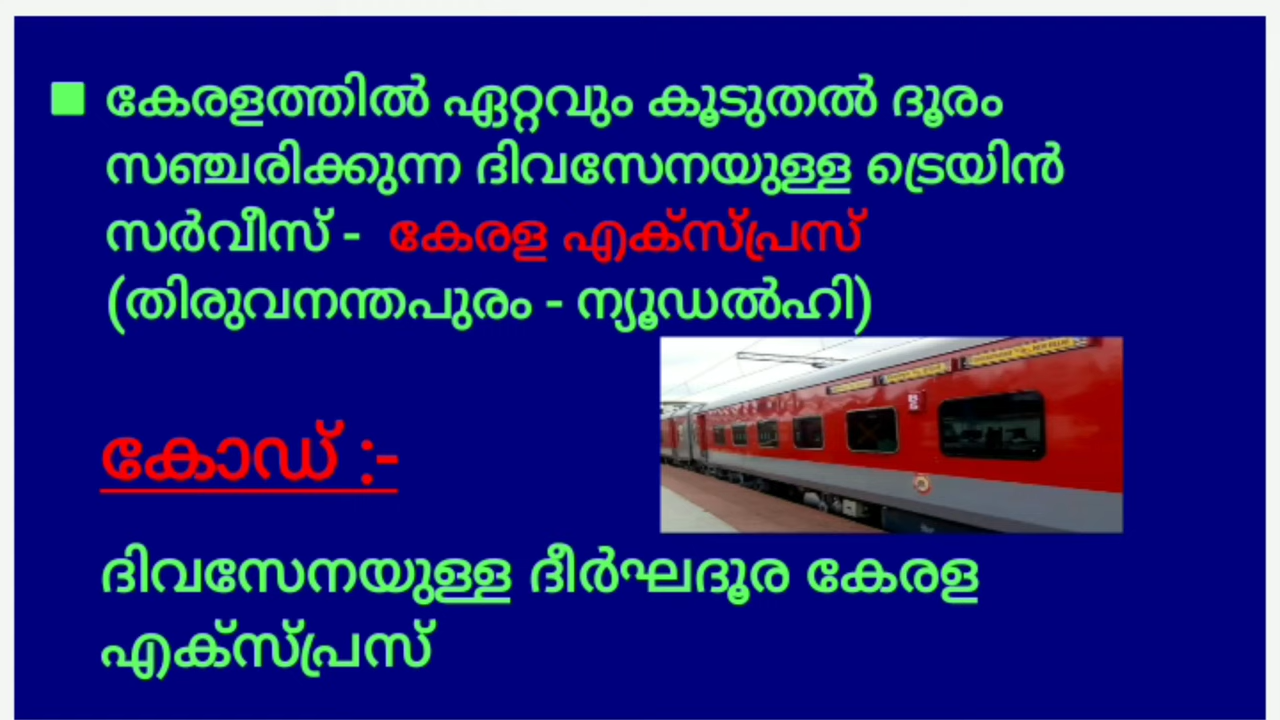 കേരളത്തിൽ ഏറ്റവും കൂടുതൽ ദൂരം
സഞ്ചരിക്കുന്ന ദിവസേനയുള്ള ട്രെയിൻ
സർവീസ് - കേരള എക്സ്പ്രസ്
(തിരുവനന്തപുരം - ന്യൂഡൽഹി)
കോഡ് :-
ദിവസേനയുള്ള ദീർഘദൂര കേരള
എക്സ്പ്രസ്